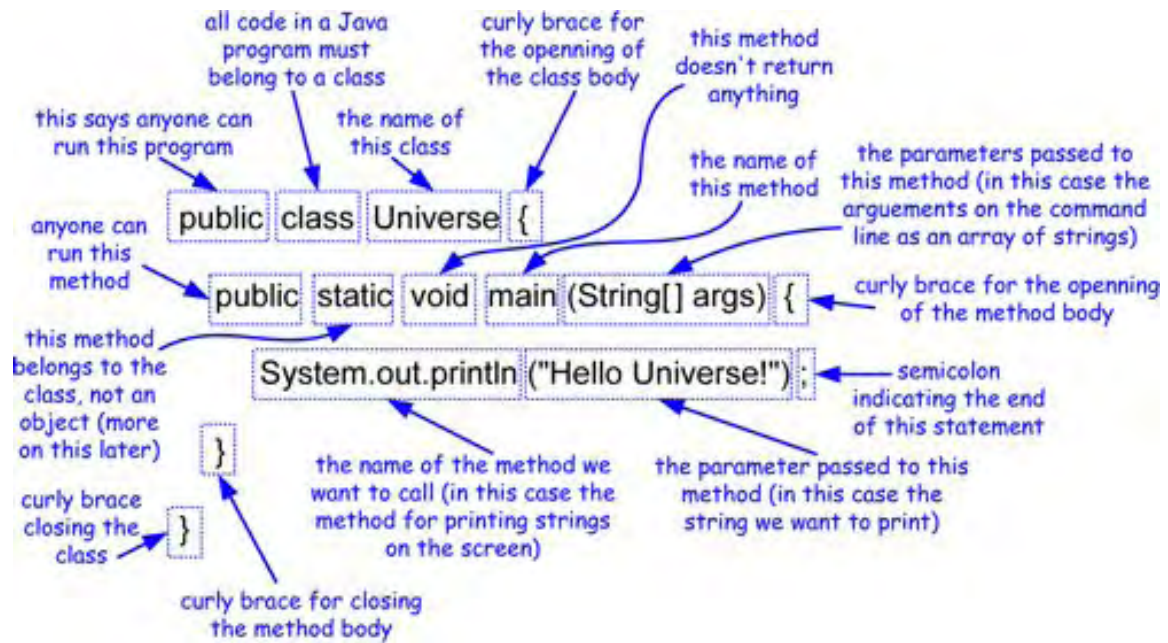 all code in a Java
program must
belong to a class
curly brace for
the openning of
the class body
this method
doesn't return
anything
this says anyone can
run this program
the name of
this class
the name of
this method
the parameters passed to
this method (in this case the
arguements on the command
line as an array of strings)
public class Universe {
anyone can
run this
method
public static void main (String[] args) {
curly brace for the openning
of the method body
this method
belongs to the
class, not an
object (more
on this later)
System.out.println ("Hello Universe!") ;
semicolon
indicating the end
of this statement
}
the name of the method we
want to call (in this case the
method for printing strings
on the screen)
the parameter passed to this
method (in this case the
string we want to print)
curly brace
closing the
class
}
curly brace for closing
the method body